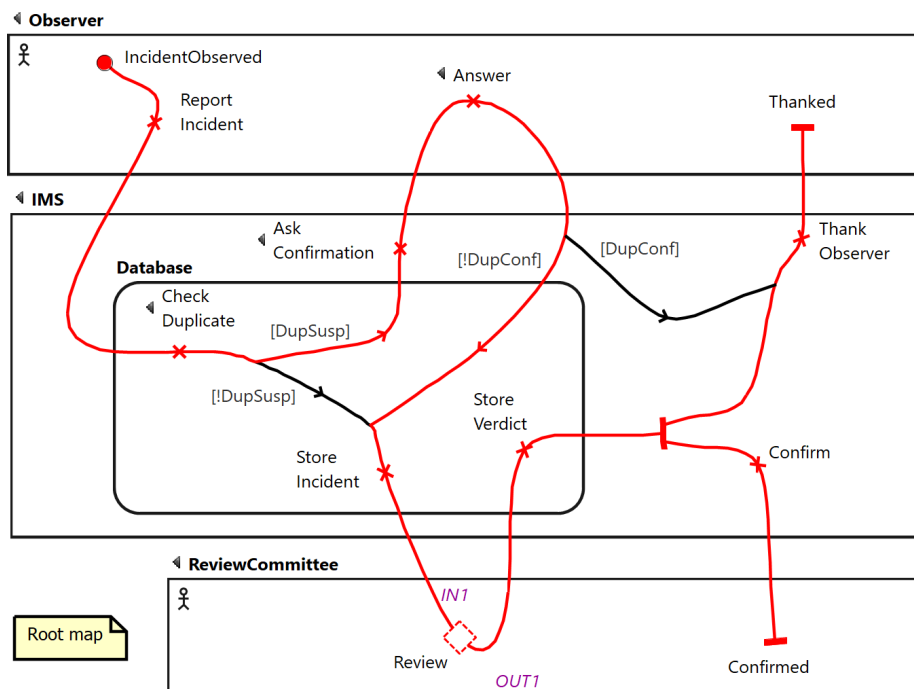 Observer
IncidentObserved
Answer
Report
Incident
Thanked
IMS
Ask
Confirmation
[!DupConf]
[DupConf]
Thank
Observer
Database
Check
Duplicate
[DupSusp]
[!DupSusp]
Store
Verdict
Store
Incident
Confirm
ReviewCommittee
IN1
Root map
Review
OUT1
Confirmed